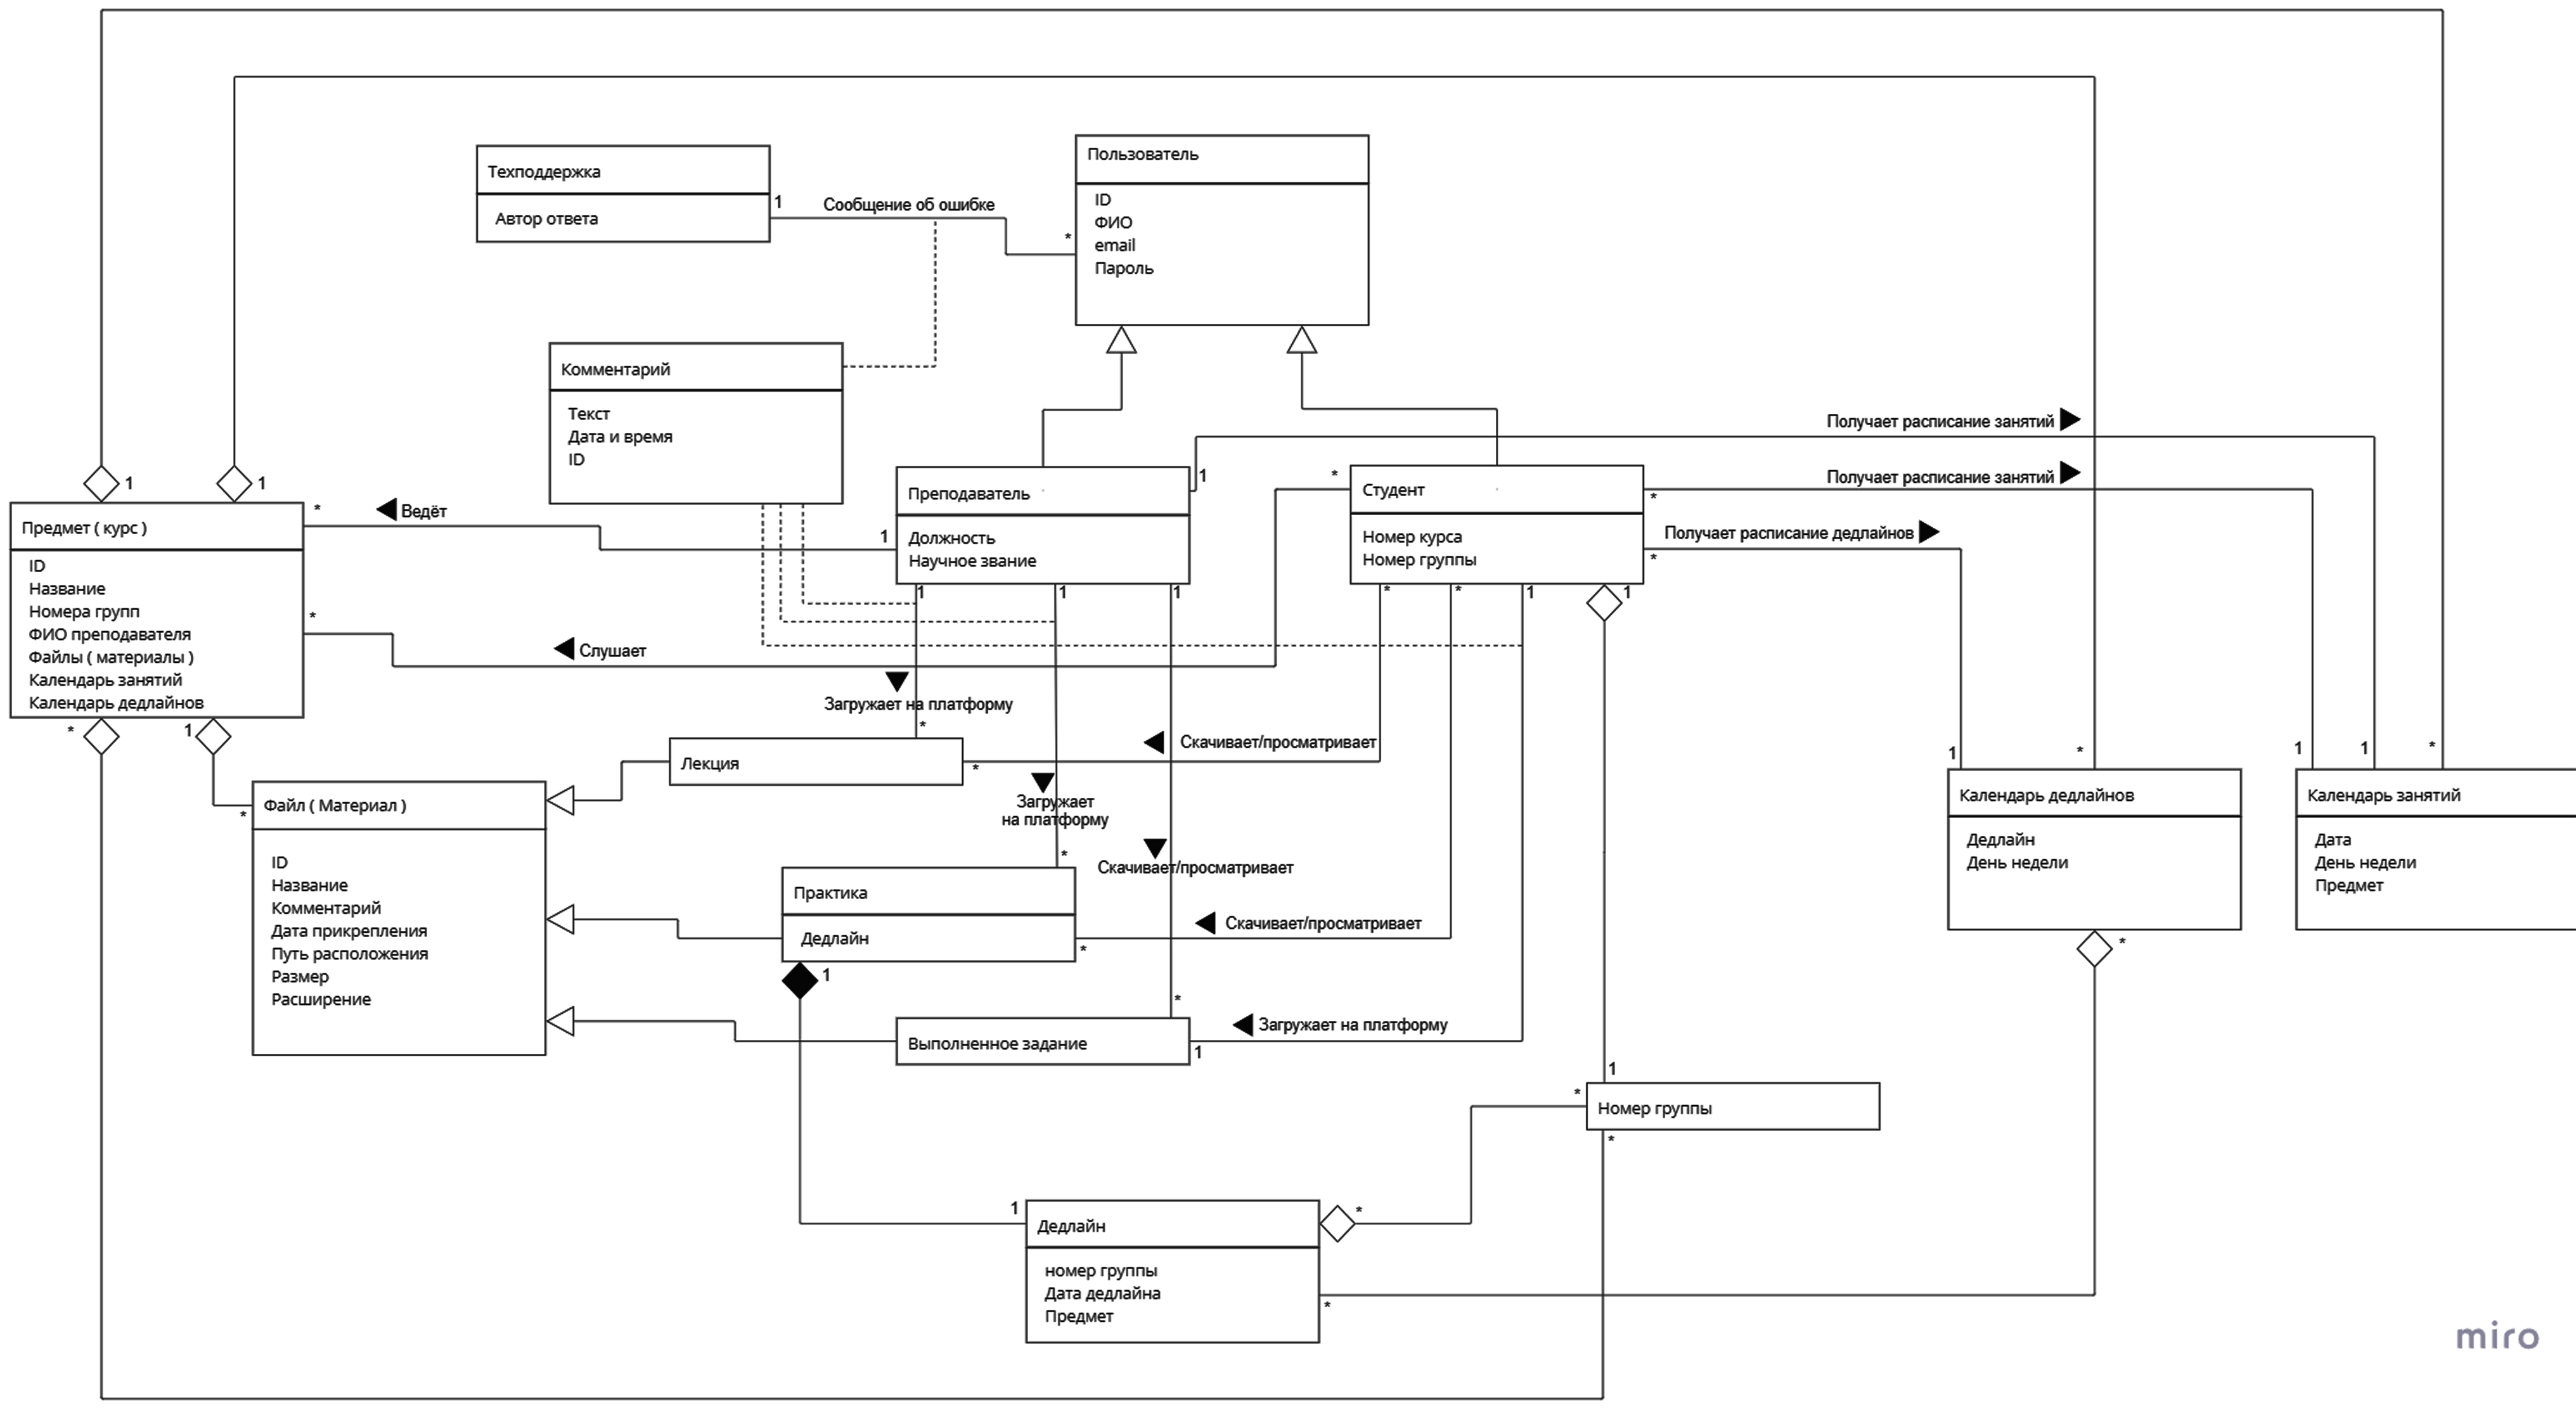 Пользователь
ID
ФИО
email
Пароль
Техподдержка
Автор ответа
1
Сообщение об ошибке
*
Комментарий
Текст
Дата и время
ID
Получает расписание занятий
1
1
Предмет ( курс )
ID
Название
Номера групп
ФИО преподавателя
Файлы ( материалы )
Календарь занятий
Календарь дедлайнов
*
Ведёт
1
*
Слушает
Преподаватель
Должность
Научное звание
1
1
1
1
*
Студент
Номер курса
Номер группы
*
Получает расписание занятий
*
Получает расписание дедлайнов
*
*
1
1
Загружает на платформу
*
*
1
Лекция
*
Скачивает/просматривает
Файл ( Материал )
*
ID
Название
Комментарий
Дата прикрепления
Путь расположения
Размер
Расширение
Загружает
на платформу
*
Скачивает/просматривает
*
Практика
Дедлайн
*
1
Скачивает/просматривает
Выполненное задание
1
Загружает на платформу
1
*
1
1
*
Календарь дедлайнов
Дедлайн
День недели
*
Календарь занятий
Дата
День недели
Предмет
1
*
Номер группы
*
1
Дедлайн
*
номер группы
Дата дедлайна
Предмет
*
miro